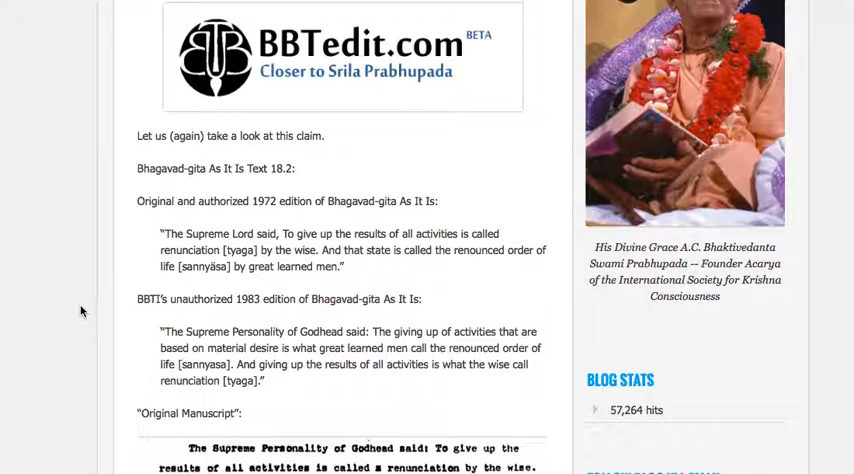 BBTedit.com BETA
Closer to Srila Prabhupada
Let us (again) take a look at this claim.
Bhagavad-gita As It Is Text 18.2:
Original and authorized 1972 edition of Bhagavad-gita As It Is:
“The Supreme Lord said, To give up the results of all activities is called
renunciation [tyaga] by the wise. And that state is called the renounced order of
life [sannyäsa] by great learned men.”
BBTI’s unauthorized 1983 edition of Bhagavad-gita As It Is:
“The Supreme Personality of Godhead said: The giving up of activities that are
based on material desire is what great learned men call the renounced order of
life [sannyasa]. And giving up the results of all activities is what the wise call
renunciation [tyaga].”
“Original Manuscript”:
The Supreme Personality of Godhead said: To give up the
results of all activities is called a renunciation by the wise.
His Divine Grace A.C. Bhaktivedanta
Swami Prabhupada -- Founder Acarya
of the International Society for Krishna
Consciousness
BLOG STATS
57,264 hits